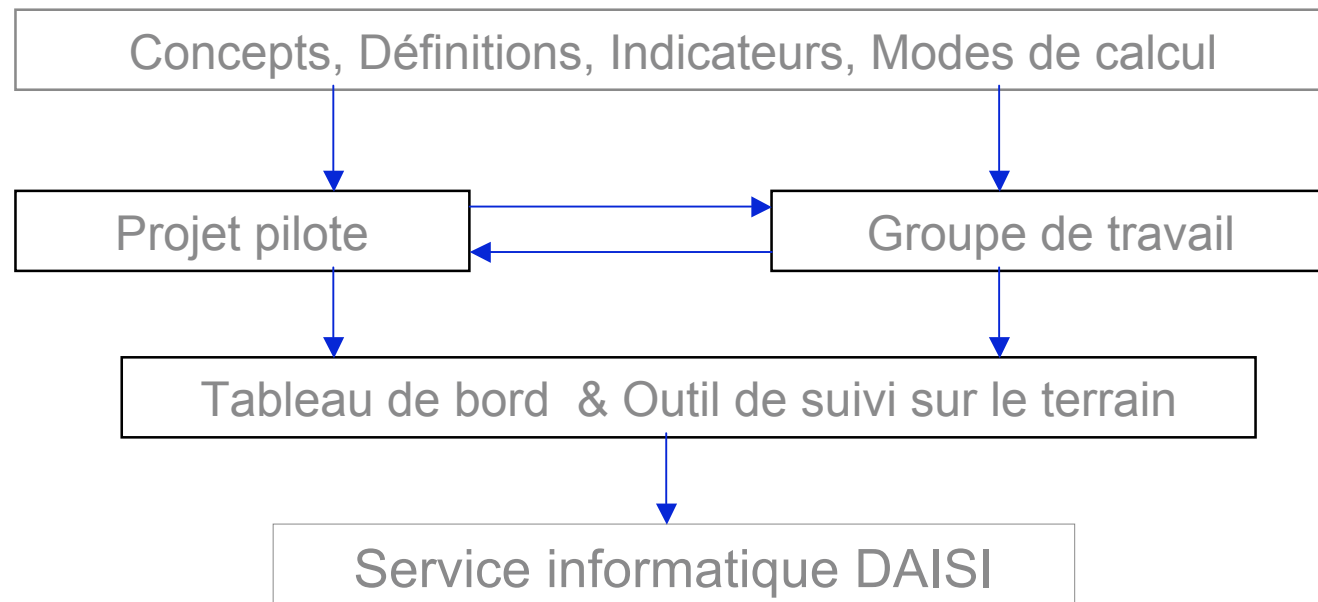 Concepts, Définitions, Indicateurs, Modes de calcul
Projet pilote
Groupe de travail
Tableau de bord & Outil de suivi sur le terrain
Service informatique DAISI